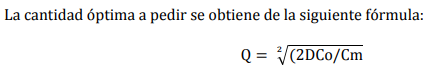 La cantidad óptima a pedir se obtiene de la siguiente fórmula:
Q = ²√(2DCo/Cm